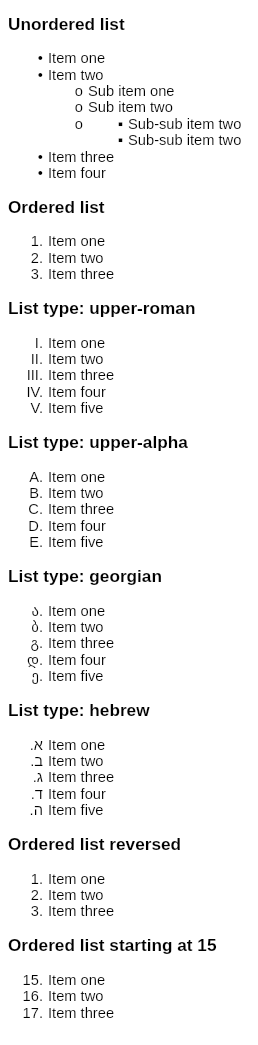 Unordered list
• Item one
• Item two
o Sub item one
o Sub item two
o ▪ Sub-sub item two
▪ Sub-sub item two
• Item three
• Item four
Ordered list
1. Item one
2. Item two
3. Item three
List type: upper-roman
I. Item one
II. Item two
III. Item three
IV. Item four
V. Item five
List type: upper-alpha
A. Item one
B. Item two
C. Item three
D. Item four
E. Item five
List type: georgian
ა. Item one
ბ. Item two
გ. Item three
დ. Item four
ე. Item five
List type: hebrew
א. Item one
ב. Item two
ג. Item three
ד. Item four
ה. Item five
Ordered list reversed
1. Item one
2. Item two
3. Item three
Ordered list starting at 15
15. Item one
16. Item two
17. Item three